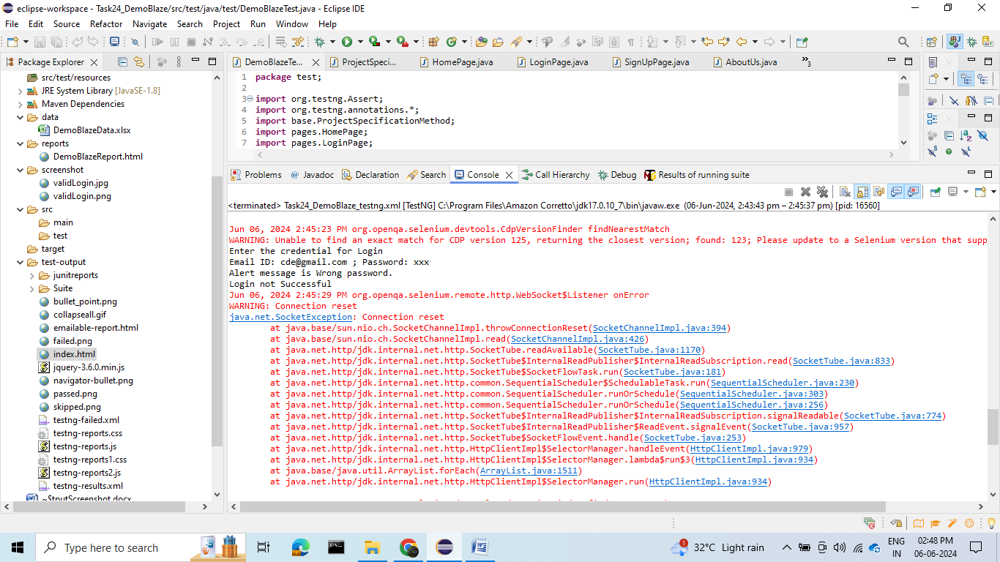 eclipse-workspace - Task24_DemoBlaze/src/test/java/test/DemoBlazeTest.java - Eclipse IDE
File Edit Source Refactor Navigate Search Project Run Window Help
Package Explorer
src/test/resources
JRE System Library [JavaSE-1.8]
Maven Dependencies
data
DemoBlazeData.xlsx
reports
DemoBlazeReport.html
screenshot
validLogin.jpg
validLogin.png
src
main
test
target
test-output
junitreports
Suite
bullet_point.png
collapseall.gif
emailable-report.html
failed.png
index.html
jquery-3.6.0.min.js
navigator-bullet.png
passed.png
skipped.png
testng-failed.xml
testng-reports.css
testng-reports.js
testng-reports1.css
testng-reports2.js
testng-results.xml
~$tputScreenshot.docx
DemoBlazeTe... ProjectSpeci... HomePage.java LoginPage.java SignUpPage.java AboutUs.java »3
1 package test;
2
3 import org.testng.Assert;
4 import org.testng.annotations.*;
5 import base.ProjectSpecificationMethod;
6 import pages.HomePage;
7 import pages.LoginPage;
Problems @ Javadoc Declaration Search Console Call Hierarchy Debug Results of running suite
<terminated> Task24_DemoBlaze_testng.xml [TestNG] C:\Program Files\Amazon Corretto\jdk17.0.10_7\bin\javaw.exe (06-Jun-2024, 2:43:43 pm – 2:45:37 pm) [pid: 16560]
Jun 06, 2024 2:45:23 PM org.openqa.selenium.devtools.CdpVersionFinder findNearestMatch
WARNING: Unable to find an exact match for CDP version 125, returning the closest version; found: 123; Please update to a Selenium version that supp
Enter the credential for Login
Email ID: cde@gmail.com ; Password: xxx
Alert message is Wrong password.
Login not Successful
Jun 06, 2024 2:45:29 PM org.openqa.selenium.remote.http.WebSocket$Listener onError
WARNING: Connection reset
java.net.SocketException: Connection reset
at java.base/sun.nio.ch.SocketChannelImpl.throwConnectionReset(SocketChannelImpl.java:394)
at java.base/sun.nio.ch.SocketChannelImpl.read(SocketChannelImpl.java:426)
at java.net.http/jdk.internal.net.http.SocketTube.readAvailable(SocketTube.java:1170)
at java.net.http/jdk.internal.net.http.SocketTube$InternalReadPublisher$InternalReadSubscription.read(SocketTube.java:833)
at java.net.http/jdk.internal.net.http.SocketTube$SocketFlowTask.run(SocketTube.java:181)
at java.net.http/jdk.internal.net.http.common.SequentialScheduler$SchedulableTask.run(SequentialScheduler.java:230)
at java.net.http/jdk.internal.net.http.common.SequentialScheduler.runOrSchedule(SequentialScheduler.java:303)
at java.net.http/jdk.internal.net.http.common.SequentialScheduler.runOrSchedule(SequentialScheduler.java:256)
at java.net.http/jdk.internal.net.http.SocketTube$InternalReadPublisher$InternalReadSubscription.signalReadable(SocketTube.java:774)
at java.net.http/jdk.internal.net.http.SocketTube$InternalReadPublisher$ReadEvent.signalEvent(SocketTube.java:957)
at java.net.http/jdk.internal.net.http.SocketTube$SocketFlowEvent.handle(SocketTube.java:253)
at java.net.http/jdk.internal.net.http.HttpClientImpl$SelectorManager.handleEvent(HttpClientImpl.java:979)
at java.net.http/jdk.internal.net.http.HttpClientImpl$SelectorManager.lambda$run$3(HttpClientImpl.java:934)
at java.base/java.util.ArrayList.forEach(ArrayList.java:1511)
at java.net.http/jdk.internal.net.http.HttpClientImpl$SelectorManager.run(HttpClientImpl.java:934)
Type here to search
1
32°C Light rain
ENG
IN
02:48 PM
06-06-2024